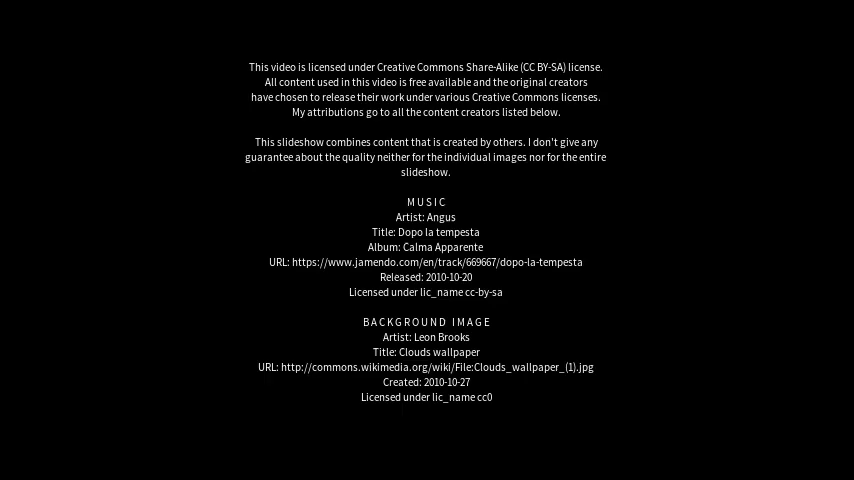 This video is licensed under Creative Commons Share-Alike (CC BY-SA) license.
All content used in this video is free available and the original creators
have chosen to release their work under various Creative Commons licenses.
My attributions go to all the content creators listed below.
This slideshow combines content that is created by others. I don't give any
guarantee about the quality neither for the individual images nor for the entire
slideshow.
M U S I C
Artist: Angus
Title: Dopo la tempesta
Album: Calma Apparente
URL: https://www.jamendo.com/en/track/669667/dopo-la-tempesta
Released: 2010-10-20
Licensed under lic_name cc-by-sa
B A C K G R O U N D   I M A G E
Artist: Leon Brooks
Title: Clouds wallpaper
URL: http://commons.wikimedia.org/wiki/File:Clouds_wallpaper_(1).jpg
Created: 2010-10-27
Licensed under lic_name cc0